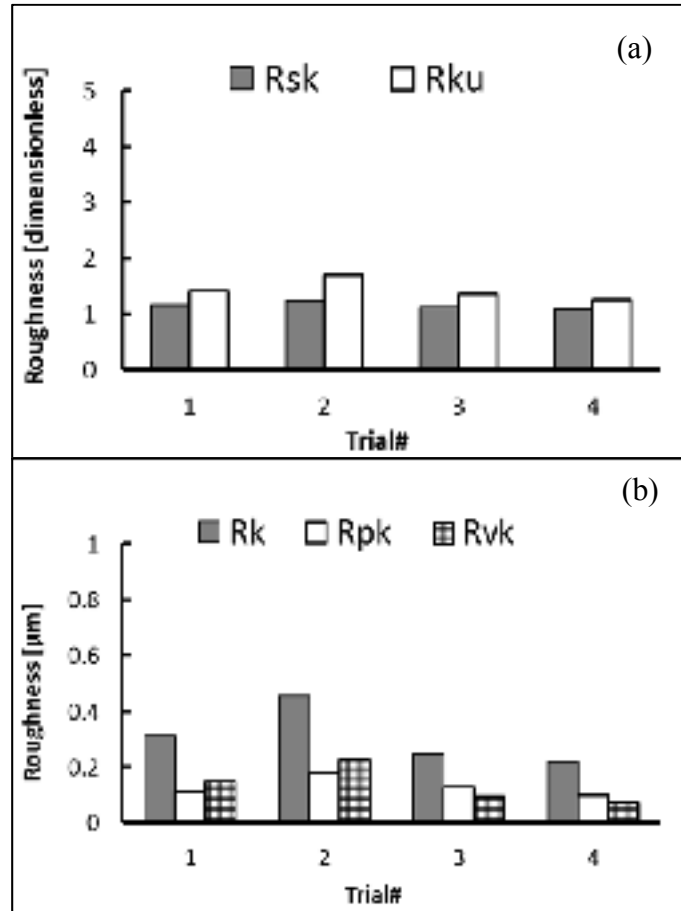 (a)
Rsk Rku
Roughness [dimensionless]
5
4
3
2
1
0
1 2 3 4
Trial#
(b)
Rk Rpk Rvk
Roughness [µm]
1
0.8
0.6
0.4
0.2
0
1 2 3 4
Trial#